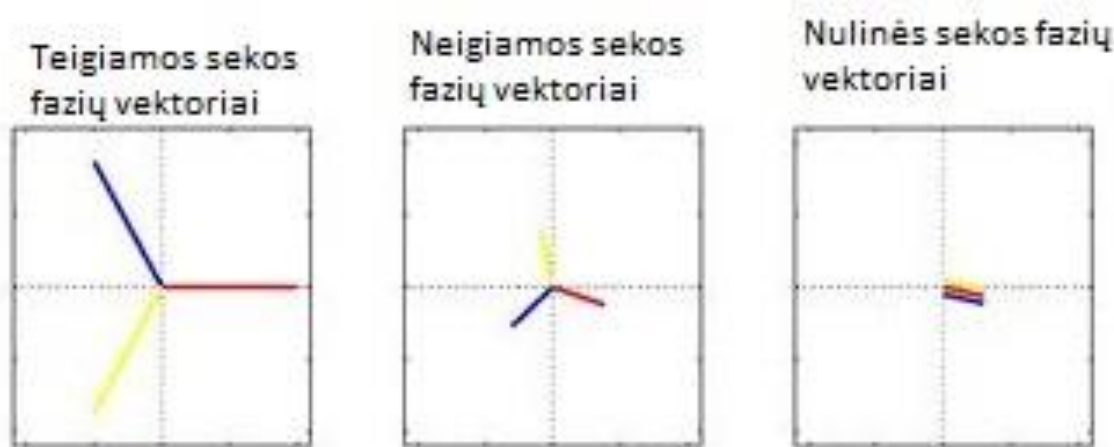 Teigiamos sekos
fazių vektoriai
Neigiamos sekos
fazių vektoriai
Nulinės sekos fazių
vektoriai